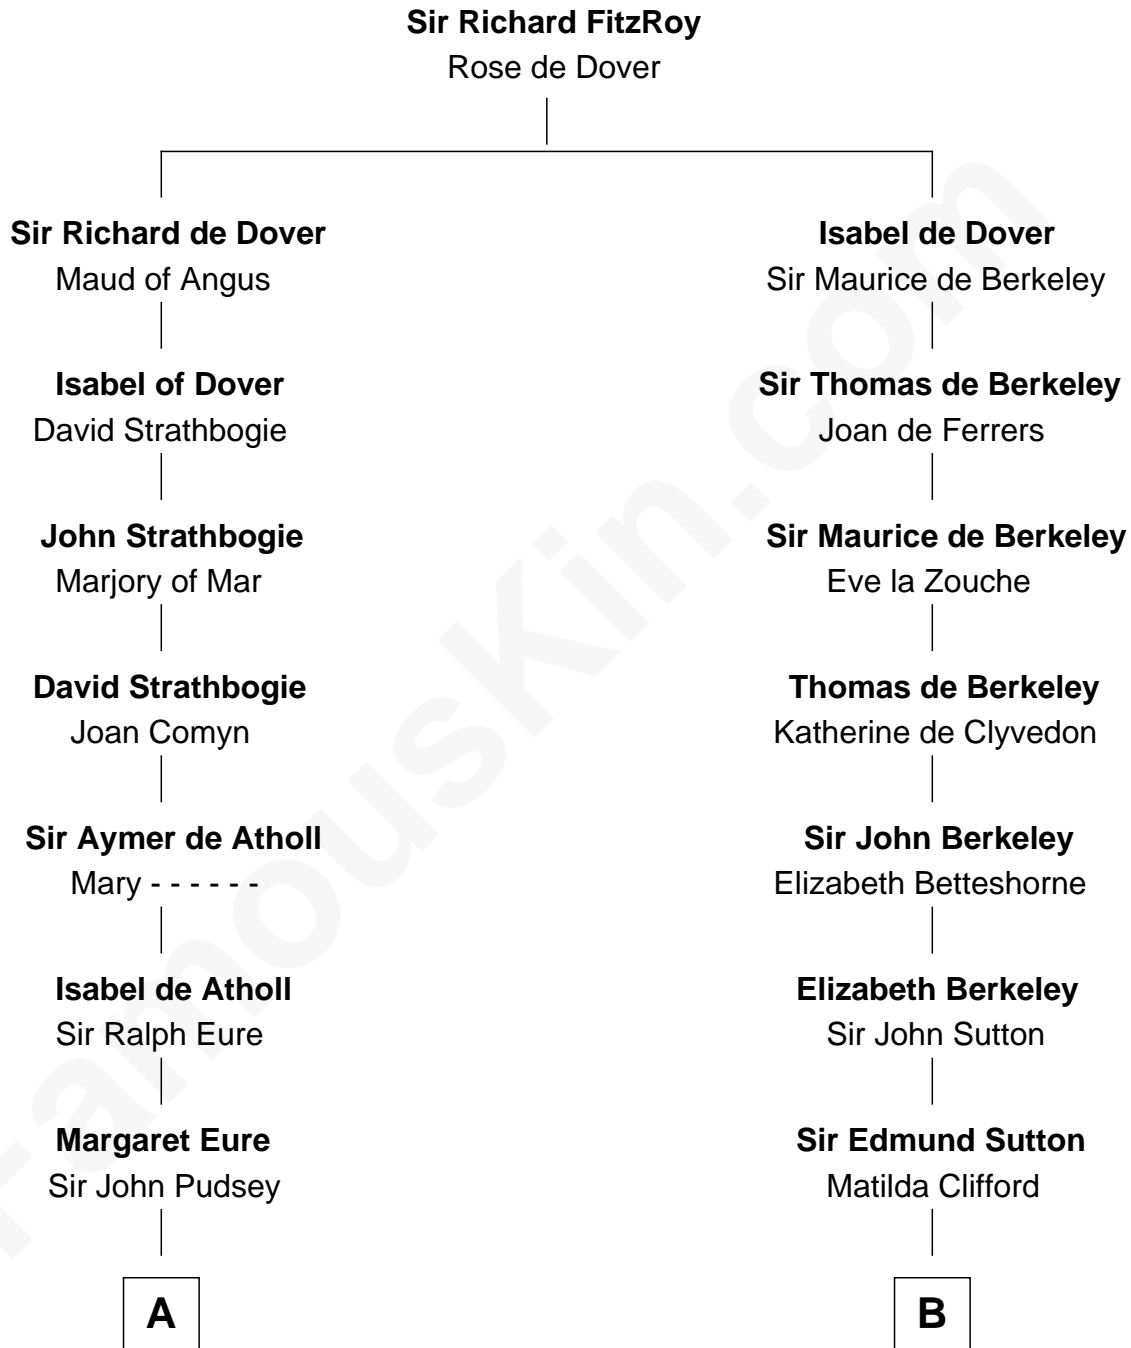 Sir Richard FitzRoy
Rose de Dover
Sir Richard de Dover
Maud of Angus
Isabel de Dover
Sir Maurice de Berkeley
Isabel of Dover
David Strathbogie
Sir Thomas de Berkeley
Joan de Ferrers
John Strathbogie
Marjory of Mar
Sir Maurice de Berkeley
Eve la Zouche
David Strathbogie
Joan Comyn
Thomas de Berkeley
Katherine de Clyvedon
Sir Aymer de Atholl
Mary - - - - - -
Sir John Berkeley
Elizabeth Betteshorne
Isabel de Atholl
Sir Ralph Eure
Elizabeth Berkeley
Sir John Sutton
Margaret Eure
Sir John Pudsey
Sir Edmund Sutton
Matilda Clifford
A
B
FamousKin.com